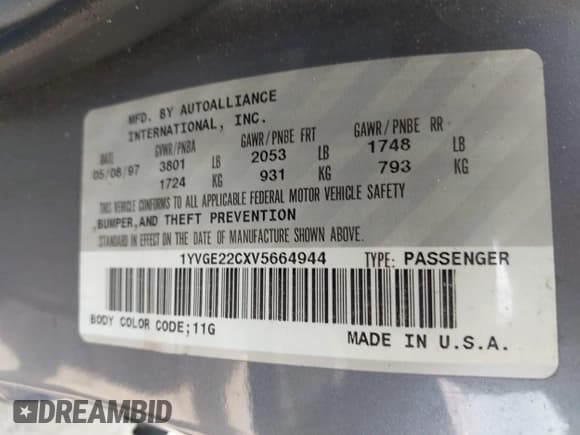 MFD. BY AUTOALLIANCE
INTERNATIONAL, INC.
DATE GVWR/PNBA GAWR/PNBE FRT GAWR/PNBE RR
05/08/97 3801 LB 2053 LB 1748 LB
1724 KG 931 KG 793 KG
THIS VEHICLE CONFORMS TO ALL APPLICABLE FEDERAL MOTOR VEHICLE SAFETY
,BUMPER,AND THEFT PREVENTION
STANDARD IN EFFECT ON THE DATE OF MANUFACTURE SHOWN ABOVE.
1YVGE22CXV5664944 TYPE: PASSENGER
BODY COLOR CODE;11G
MADE IN U.S.A.
DREAMBID